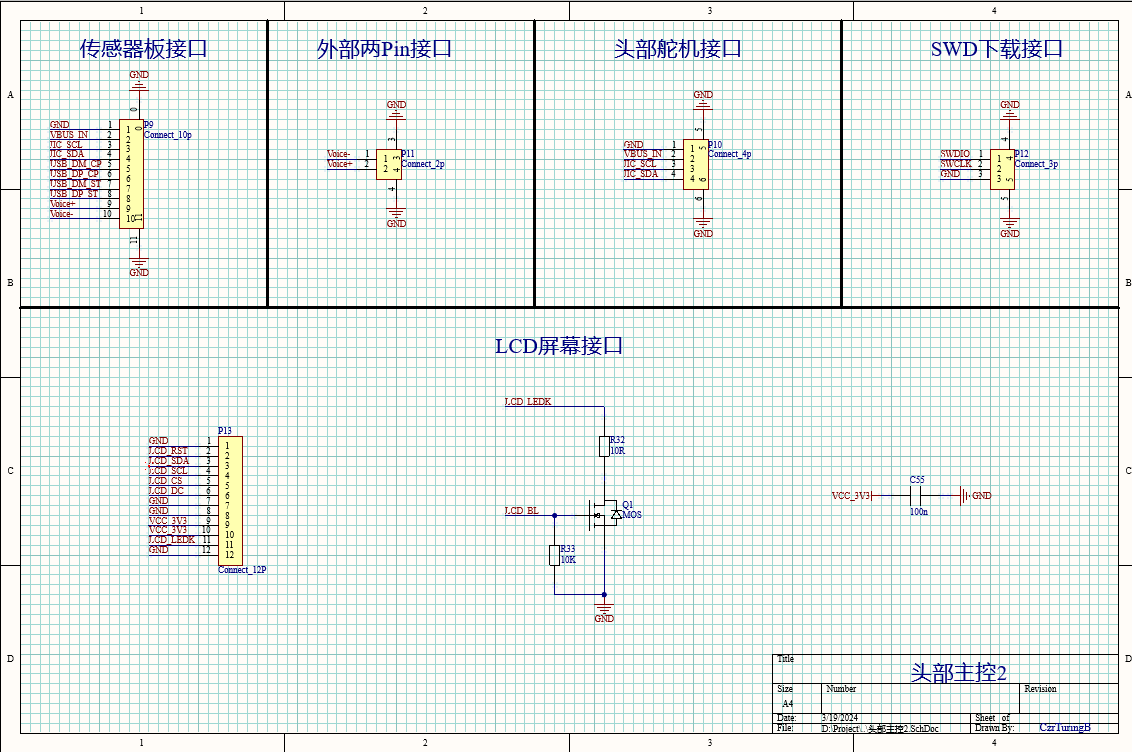 1 2 3 4
A A
传感器板接口
外部两Pin接口
头部舵机接口
SWD下载接口
GND
0
P9
Connect_10p
GND 1 1 0
VBUS_IN 2 2
IIC_SCL 3 3
IIC_SDA 4 4
USB_DM_CP 5 5
USB_DP_CP 6 6
USB_DM_ST 7 7
USB_DP_ST 8 8
Voice+ 9 9
Voice- 10 10 11
11
GND
GND
3
P11
Connect_2p
Voice- 1 1 3
Voice+ 2 2 4
4
GND
GND
5
P10
Connect_4p
GND 1 1 5
VBUS_IN 2 2
IIC_SCL 3 3
IIC_SDA 4 4 6
6
GND
GND
4
P12
Connect_3p
SWDIO 1 1 4
SWCLK 2 2
GND 3 3 5
5
GND
B B
LCD屏幕接口
C C
P13
GND 1 1
LCD_RST 2 2
LCD_SDA 3 3
LCD_SCL 4 4
LCD_CS 5 5
LCD_DC 6 6
GND 7 7
GND 8 8
VCC_3V3 9 9
VCC_3V3 10 10
LCD_LEDK 11 11
GND 12 12
Connect_12P
LCD_LEDK
R32
10R
LCD_BL
Q1
MOS
R33
10K
GND
C55
VCC_3V3 GND
100n
D D
Title
头部主控2
Size Number Revision
A4
Date: 3/19/2024 Sheet of
File: D:\Project\..\头部主控2.SchDoc Drawn By: CzrTuringB
1 2 3 4